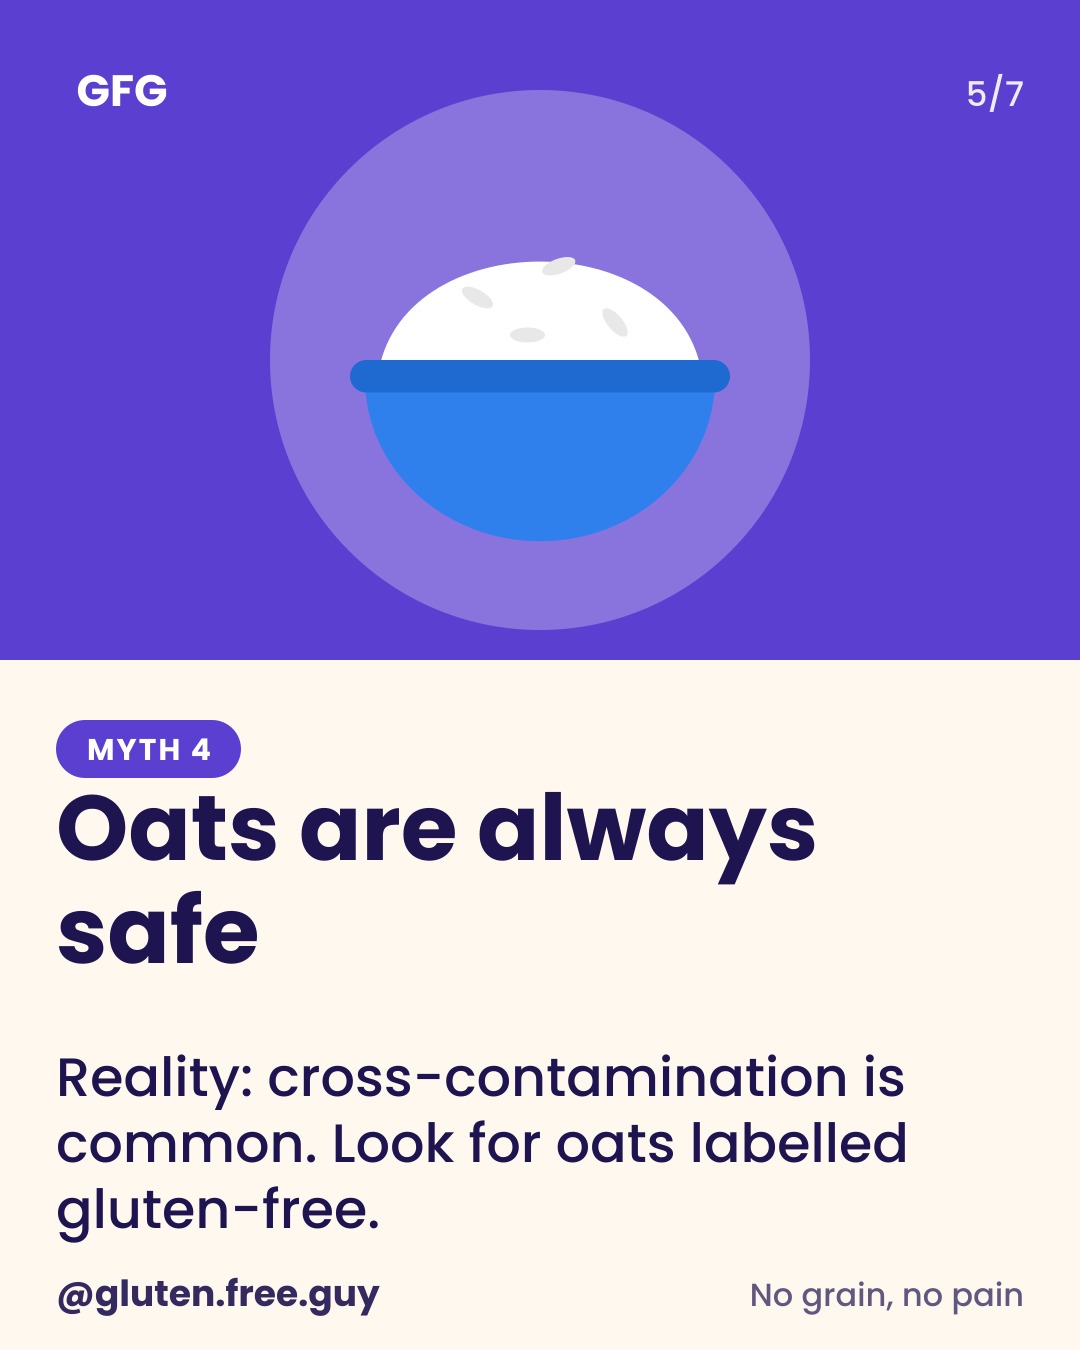 GFG
5/7
MYTH 4
Oats are always
safe
Reality: cross-contamination is
common. Look for oats labelled
gluten-free.
@gluten.free.guy
No grain, no pain